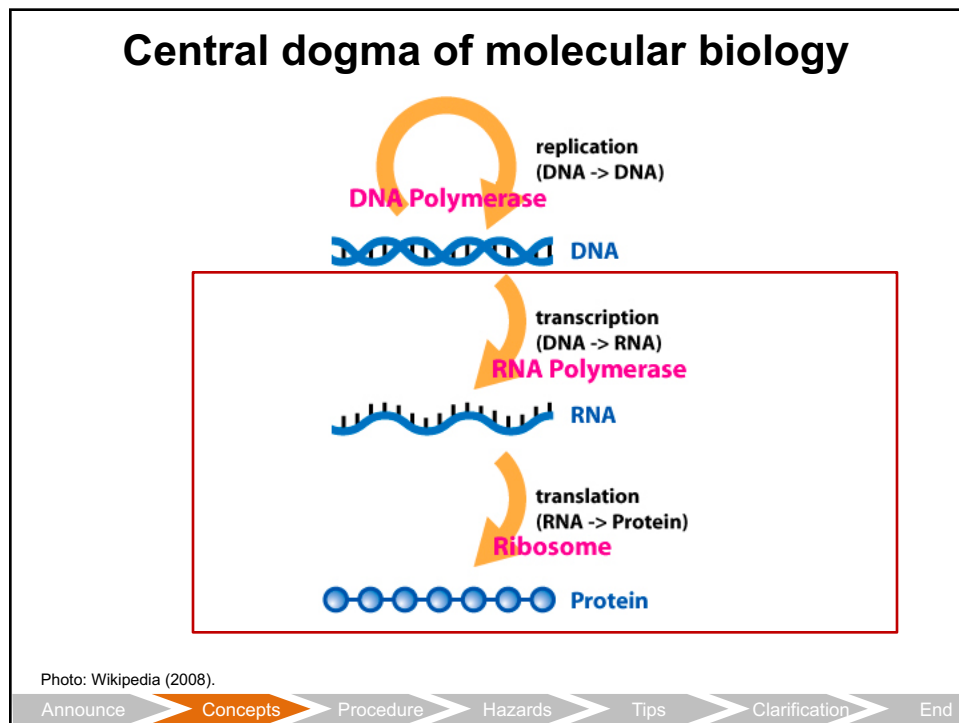 Central dogma of molecular biology
replication
(DNA -> DNA)
DNA Polymerase
DNA
transcription
(DNA -> RNA)
RNA Polymerase
RNA
translation
(RNA -> Protein)
Ribosome
Protein
Photo: Wikipedia (2008).
Announce Concepts Procedure Hazards Tips Clarification End